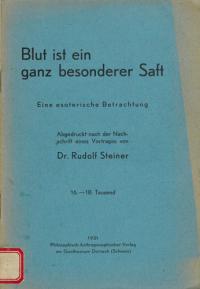 Blut ist ein
ganz besonderer Saft
Eine esoterische Betrachtung
Abgedruckt nach der Nach-
schrift eines Vortrages von
Dr. Rudolf Steiner
16.—18. Tausend
1931
Philosophisch-Anthroposophischer Verlag
am Goetheanum Dornach (Schweiz)